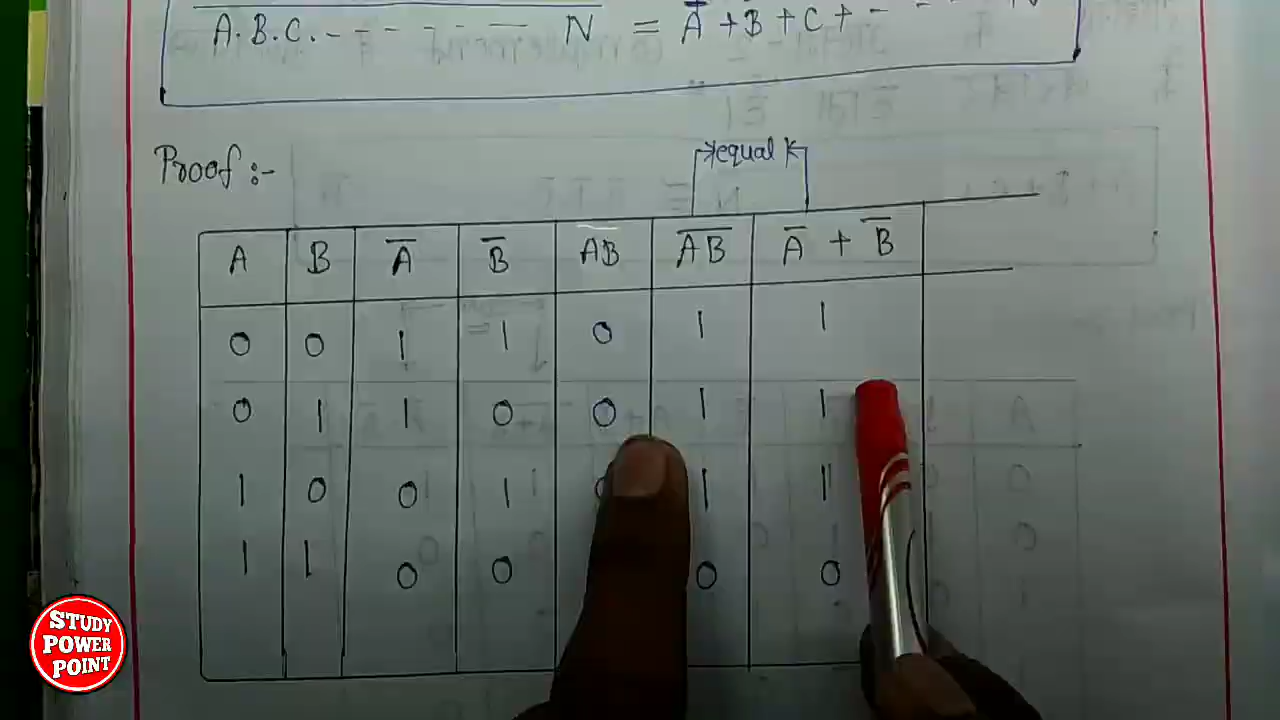 A.B.C.------- N = A̅ + B̅ + C + - - - N
Proof :-
equal
A B A̅ B̅ AB A̅B̅ A̅ + B̅
0 0 1 1 0 1 1
0 1 1 0 0 1 1
1 0 0 1 0 1 1
1 1 0 0 0 0
STUDY
POWER
POINT